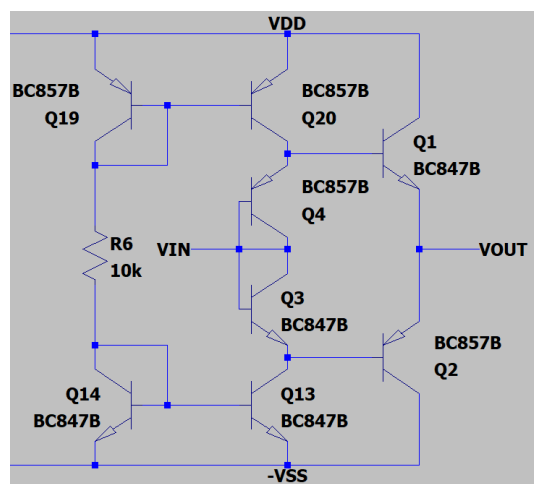 VDD
BC857B
Q19
BC857B
Q20
Q1
BC847B
BC857B
Q4
R6
10k
VIN
VOUT
Q3
BC847B
BC857B
Q2
Q14
BC847B
Q13
BC847B
-VSS